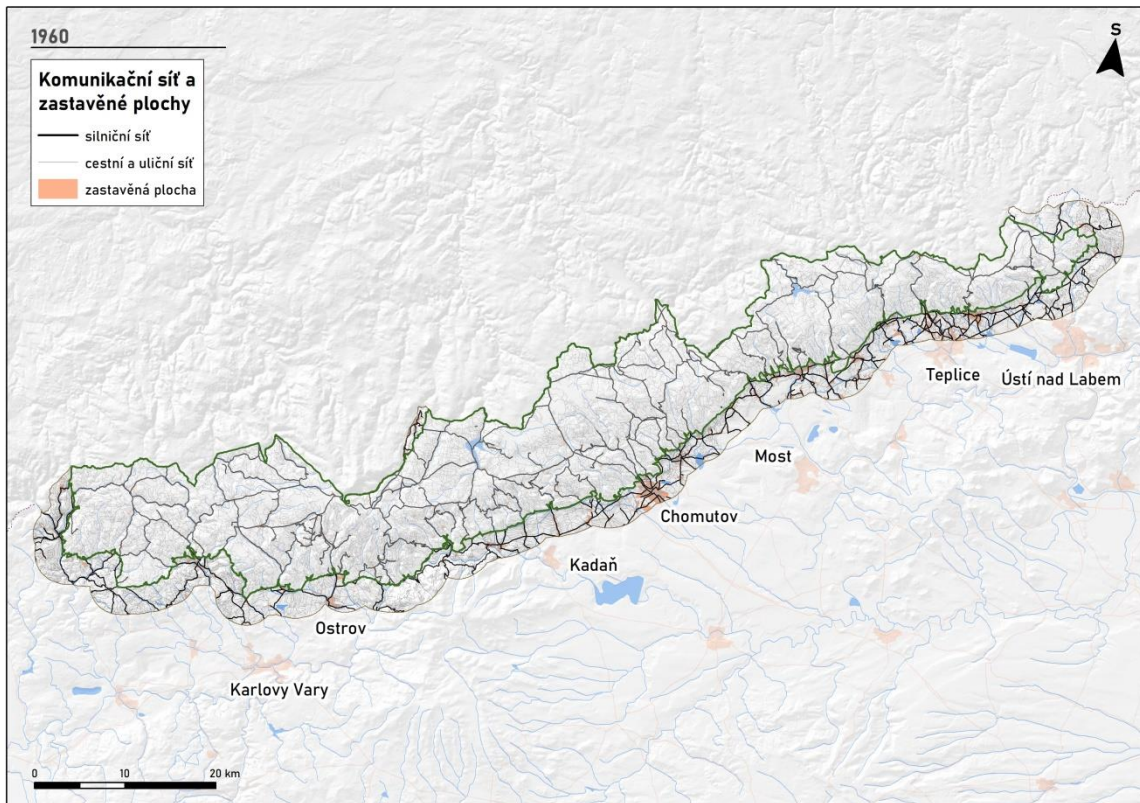 1960
Komunikační síť a
zastavěné plochy
silniční síť
cestní a uliční síť
zastavěná plocha
S
Teplice
Ústí nad Labem
Most
Chomutov
Kadaň
Ostrov
Karlovy Vary
0 10 20 km